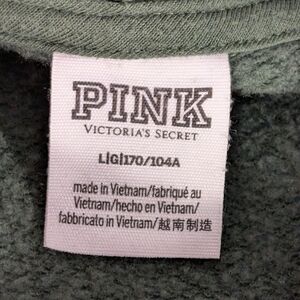 PINK
VICTORIA'S SECRET
L|G|170/104A
made in Vietnam/fabriqué au
Vietnam/hecho en Vietnam/
fabbricato in Vietnam/越南制造